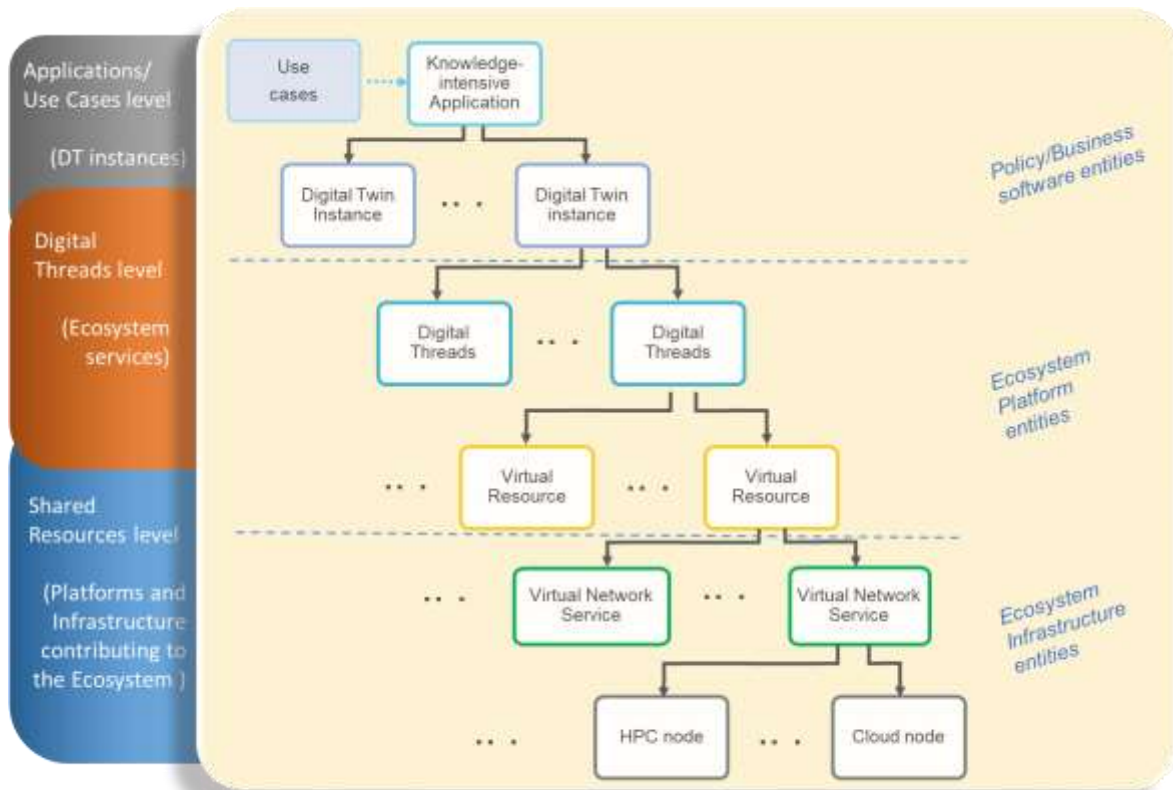 Applications/
Use Cases level
(DT instances)
Digital
Threads level
(Ecosystem
services)
Shared
Resources level
(Platforms and
Infrastructure
contributing to
the Ecosystem )
Use
cases
Knowledge-
intensive
Application
Digital Twin
Instance
Digital Twin
instance
Policy/Business
software entities
Digital
Threads
Digital
Threads
Ecosystem
Platform
entities
Virtual
Resource
Virtual
Resource
Virtual Network
Service
Virtual Network
Service
Ecosystem
Infrastructure
entities
HPC node
Cloud node